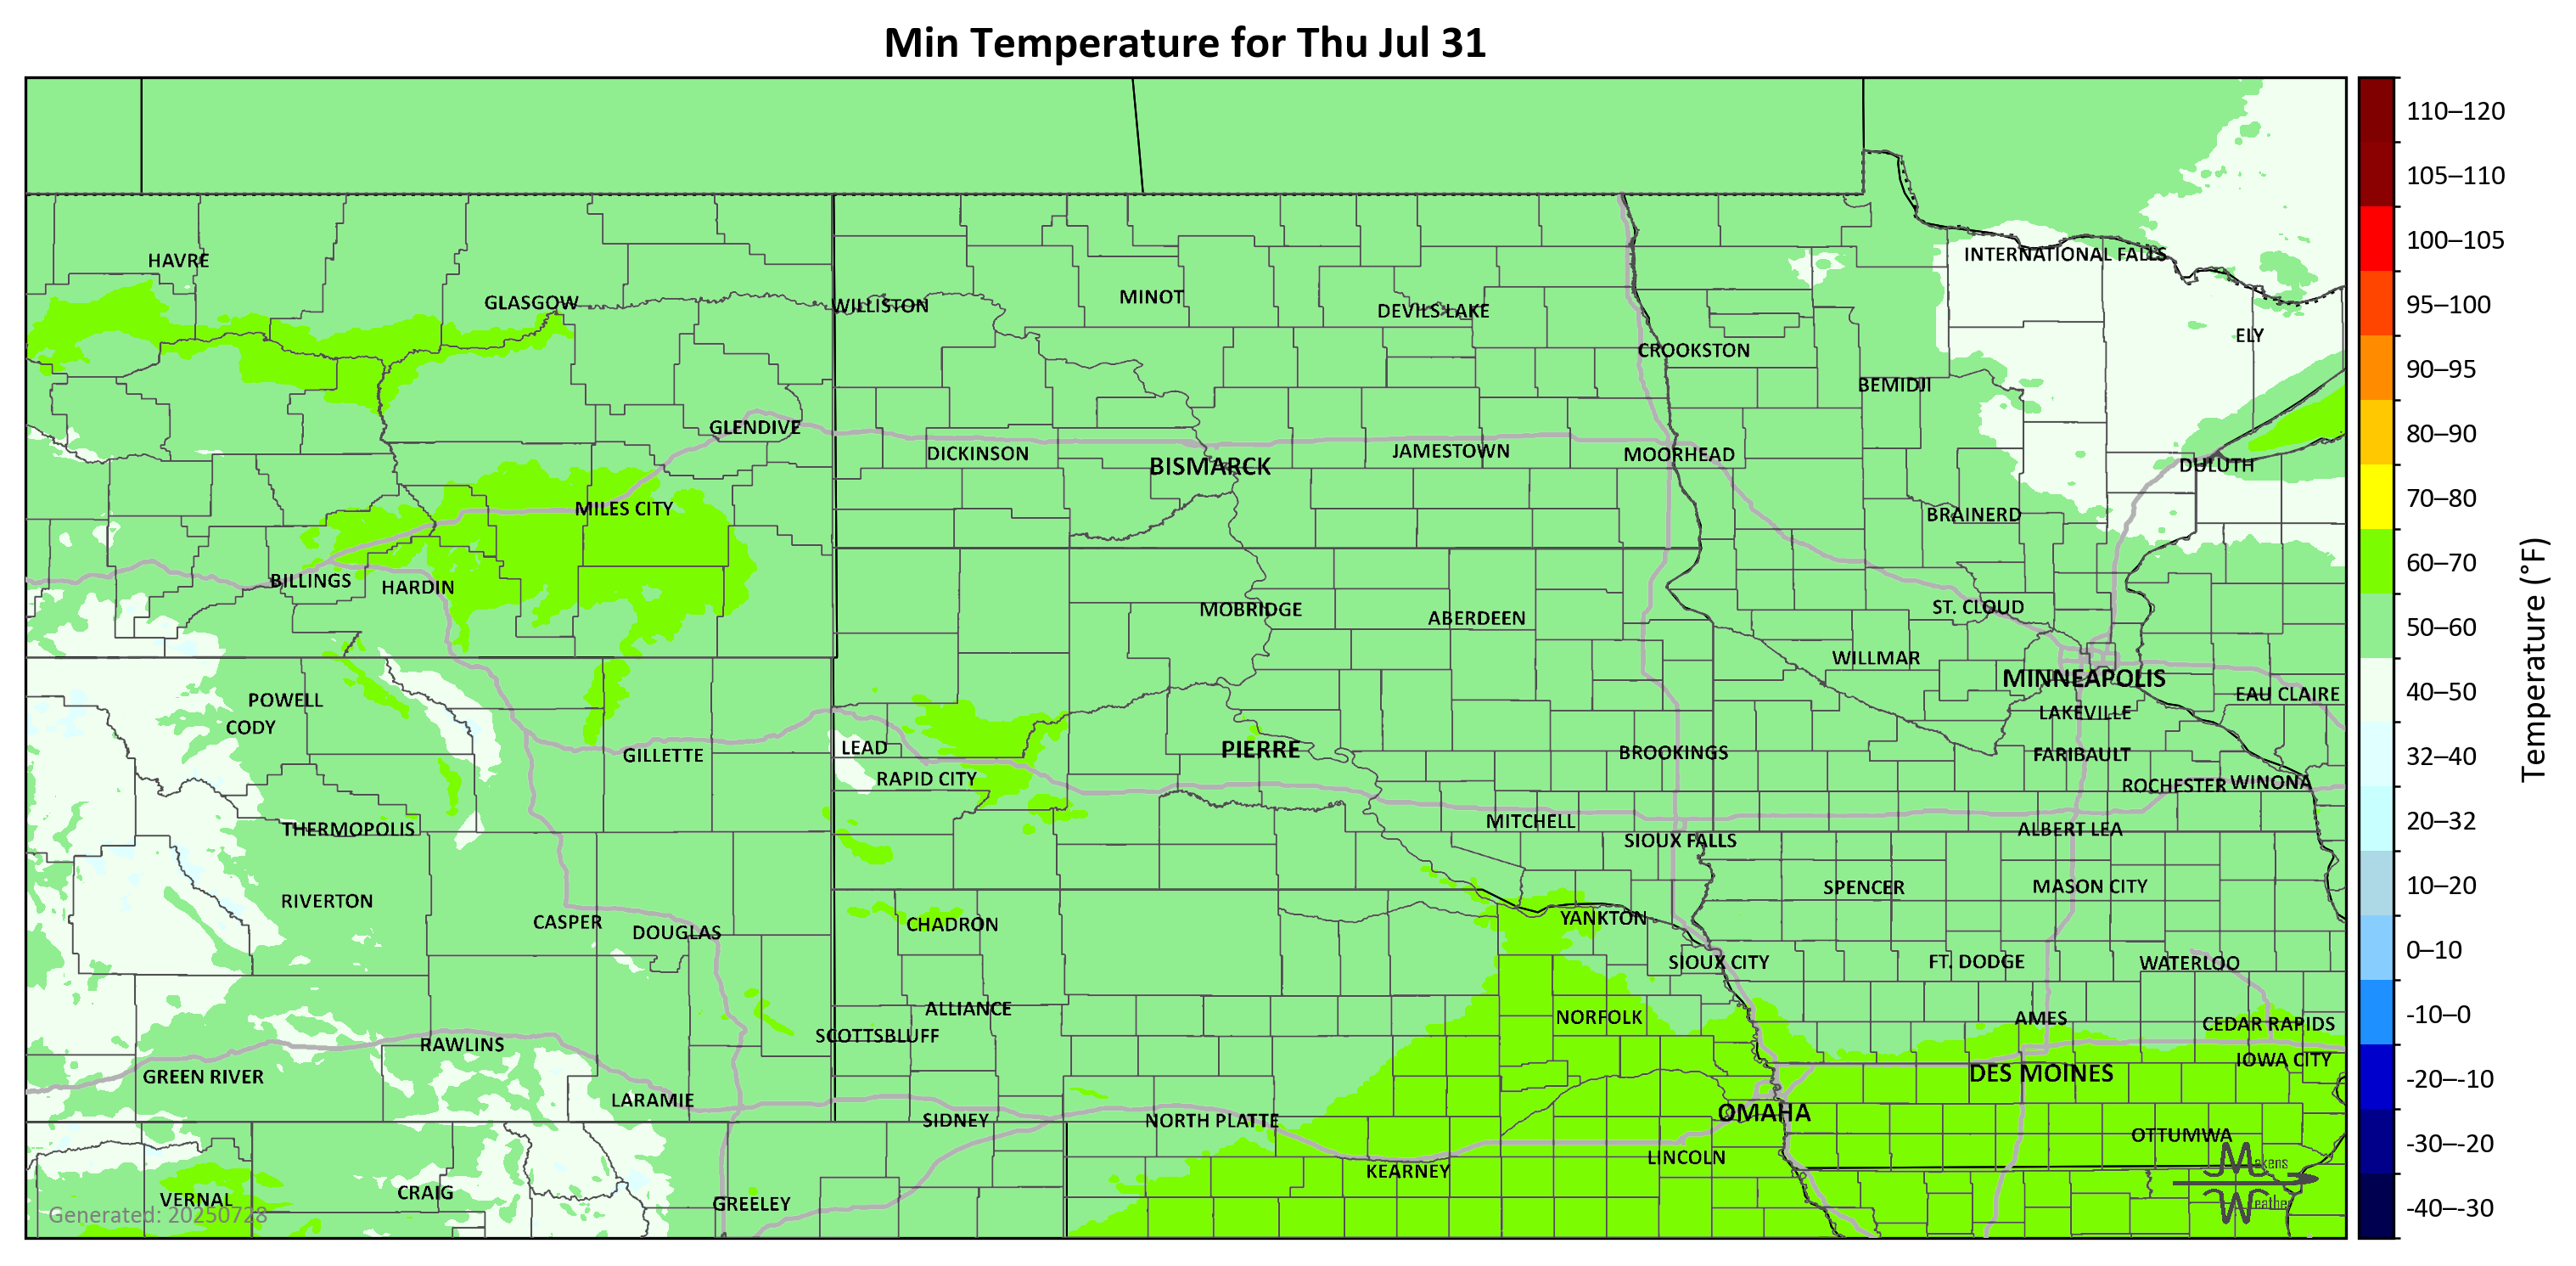 Min Temperature for Thu Jul 31
110–120
105–110
100–105
95–100
90–95
80–90
70–80
60–70
50–60
40–50
32–40
20–32
10–20
0–10
-10–0
-20–-10
-30–-20
-40–-30
Temperature (°F)
HAVRE
GLASGOW
WILLISTON
MINOT
DEVILS LAKE
INTERNATIONAL FALLS
ELY
CROOKSTON
BEMIDJI
GLENDIVE
DICKINSON
BISMARCK
JAMESTOWN
MOORHEAD
DULUTH
MILES CITY
BRAINERD
BILLINGS
HARDIN
MOBRIDGE
ABERDEEN
ST. CLOUD
WILLMAR
MINNEAPOLIS
EAU CLAIRE
POWELL
CODY
LAKEVILLE
GILLETTE
LEAD
PIERRE
BROOKINGS
FARIBAULT
RAPID CITY
ROCHESTER
WINONA
THERMOPOLIS
MITCHELL
SIOUX FALLS
ALBERT LEA
RIVERTON
SPENCER
MASON CITY
CASPER
DOUGLAS
CHADRON
YANKTON
SIOUX CITY
FT. DODGE
WATERLOO
ALLIANCE
NORFOLK
AMES
CEDAR RAPIDS
SCOTTSBLUFF
RAWLINS
IOWA CITY
GREEN RIVER
DES MOINES
LARAMIE
SIDNEY
NORTH PLATTE
OMAHA
OTTUMWA
LINCOLN
KEARNEY
CRAIG
VERNAL
GREELEY
Makens
Weather
Generated: 20250728